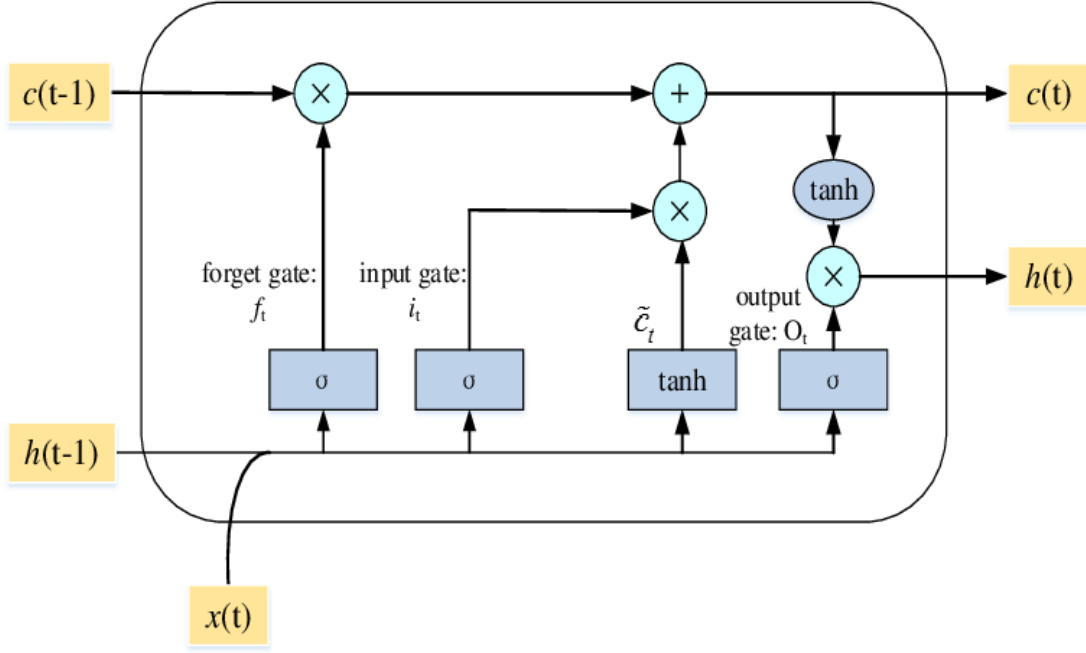 c(t-1)
×
+
c(t)
tanh
×
forget gate:
fₜ
input gate:
iₜ
c̃ₜ
output
gate: Oₜ
×
h(t)
σ
σ
tanh
σ
h(t-1)
x(t)